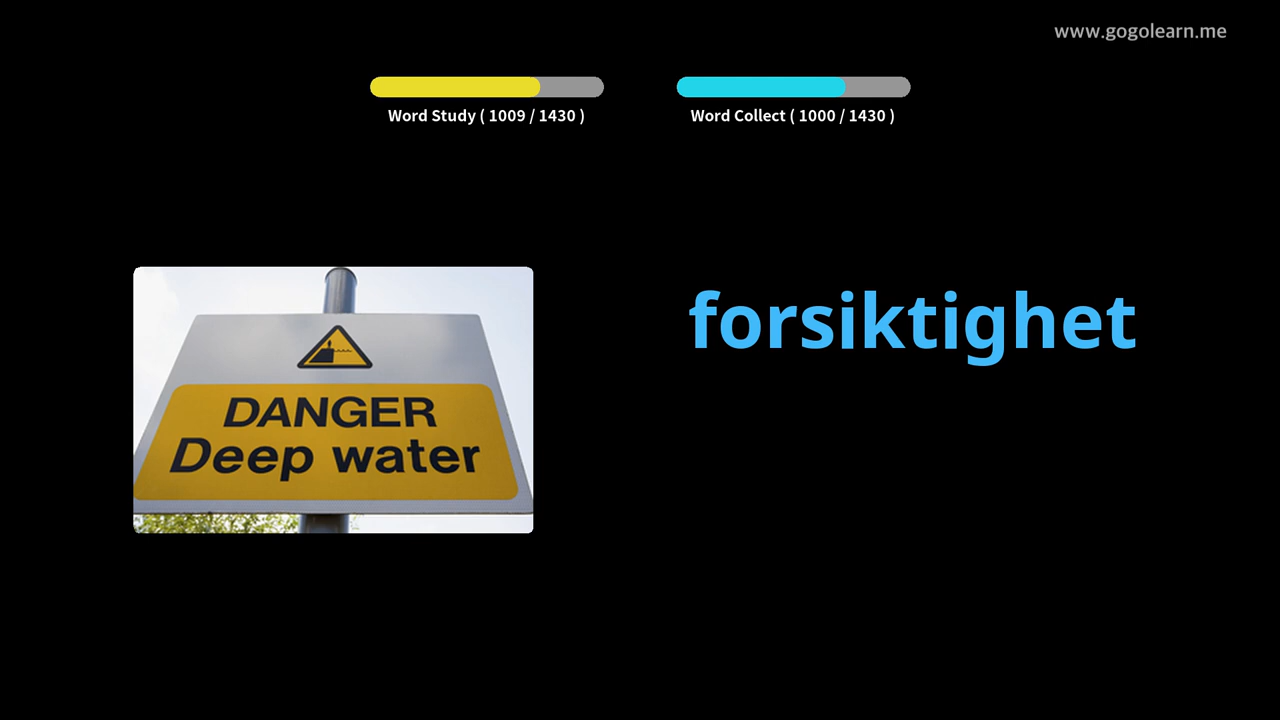 www.gogolearn.me
Word Study ( 1009 / 1430 )
Word Collect ( 1000 / 1430 )
forsiktighet
DANGER
Deep water